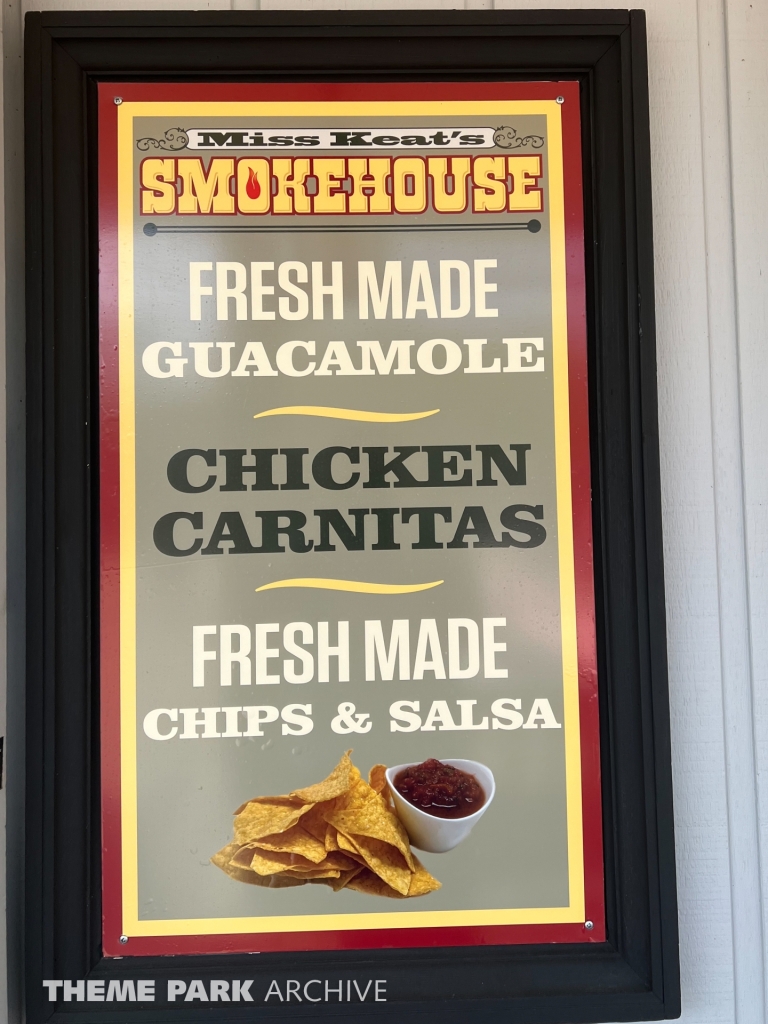 Miss Keat's
SMOKEHOUSE
FRESH MADE
GUACAMOLE
CHICKEN
CARNITAS
FRESH MADE
CHIPS & SALSA
THEME PARK ARCHIVE